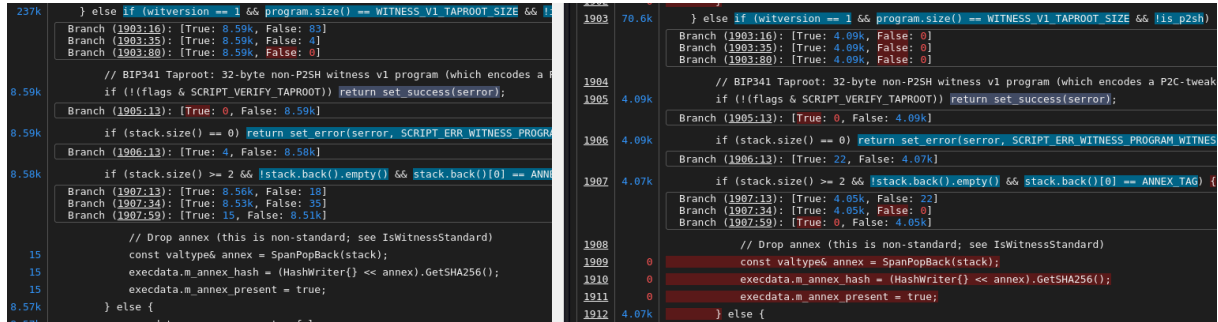 237k } else if (witversion == 1 && program.size() == WITNESS_V1_TAPROOT_SIZE &&
Branch (1903:16): [True: 8.59k, False: 83]
Branch (1903:35): [True: 8.59k, False: 4]
Branch (1903:80): [True: 8.59k, False: 0]
// BIP341 Taproot: 32-byte non-P2SH witness v1 program (which encodes a
8.59k if (!(flags & SCRIPT_VERIFY_TAPROOT)) return set_success(serror);
Branch (1905:13): [True: 0, False: 8.59k]
8.59k if (stack.size() == 0) return set_error(serror, SCRIPT_ERR_WITNESS_PROGRA
Branch (1906:13): [True: 4, False: 8.58k]
8.58k if (stack.size() >= 2 && !stack.back().empty() && stack.back()[0] == ANNE
Branch (1907:13): [True: 8.56k, False: 18]
Branch (1907:34): [True: 8.53k, False: 35]
Branch (1907:59): [True: 15, False: 8.51k]
// Drop annex (this is non-standard; see IsWitnessStandard)
15 const valtype& annex = SpanPopBack(stack);
15 execdata.m_annex_hash = (HashWriter{} << annex).GetSHA256();
15 execdata.m_annex_present = true;
8.57k } else {
1903 70.6k } else if (witversion == 1 && program.size() == WITNESS_V1_TAPROOT_SIZE && !is_p2sh)
Branch (1903:16): [True: 4.09k, False: 0]
Branch (1903:35): [True: 4.09k, False: 0]
Branch (1903:80): [True: 4.09k, False: 0]
1904 // BIP341 Taproot: 32-byte non-P2SH witness v1 program (which encodes a P2C-tweak
1905 4.09k if (!(flags & SCRIPT_VERIFY_TAPROOT)) return set_success(serror);
Branch (1905:13): [True: 0, False: 4.09k]
1906 4.09k if (stack.size() == 0) return set_error(serror, SCRIPT_ERR_WITNESS_PROGRAM_WITNES
Branch (1906:13): [True: 22, False: 4.07k]
1907 4.07k if (stack.size() >= 2 && !stack.back().empty() && stack.back()[0] == ANNEX_TAG) {
Branch (1907:13): [True: 4.05k, False: 22]
Branch (1907:34): [True: 4.05k, False: 0]
Branch (1907:59): [True: 0, False: 4.05k]
1908 // Drop annex (this is non-standard; see IsWitnessStandard)
1909 0 const valtype& annex = SpanPopBack(stack);
1910 0 execdata.m_annex_hash = (HashWriter{} << annex).GetSHA256();
1911 0 execdata.m_annex_present = true;
1912 4.07k } else {